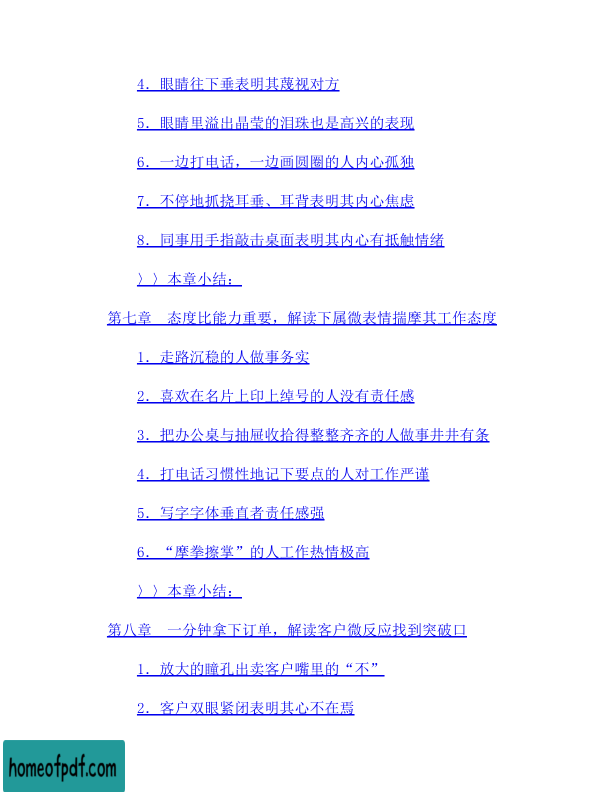 4．眼睛往下垂表明其蔑视对方
5．眼睛里溢出晶莹的泪珠也是高兴的表现
6．一边打电话，一边画圆圈的人内心孤独
7．不停地抓挠耳垂、耳背表明其内心焦虑
8．同事用手指敲击桌面表明其内心有抵触情绪
〉〉本章小结：
第七章　态度比能力重要，解读下属微表情揣摩其工作态度
1．走路沉稳的人做事务实
2．喜欢在名片上印上绰号的人没有责任感
3．把办公桌与抽屉收拾得整整齐齐的人做事井井有条
4．打电话习惯性地记下要点的人对工作严谨
5．写字字体垂直者责任感强
6．“摩拳擦掌”的人工作热情极高
〉〉本章小结：
第八章　一分钟拿下订单，解读客户微反应找到突破口
1．放大的瞳孔出卖客户嘴里的“不”
2．客户双眼紧闭表明其心不在焉
homeofpdf.com